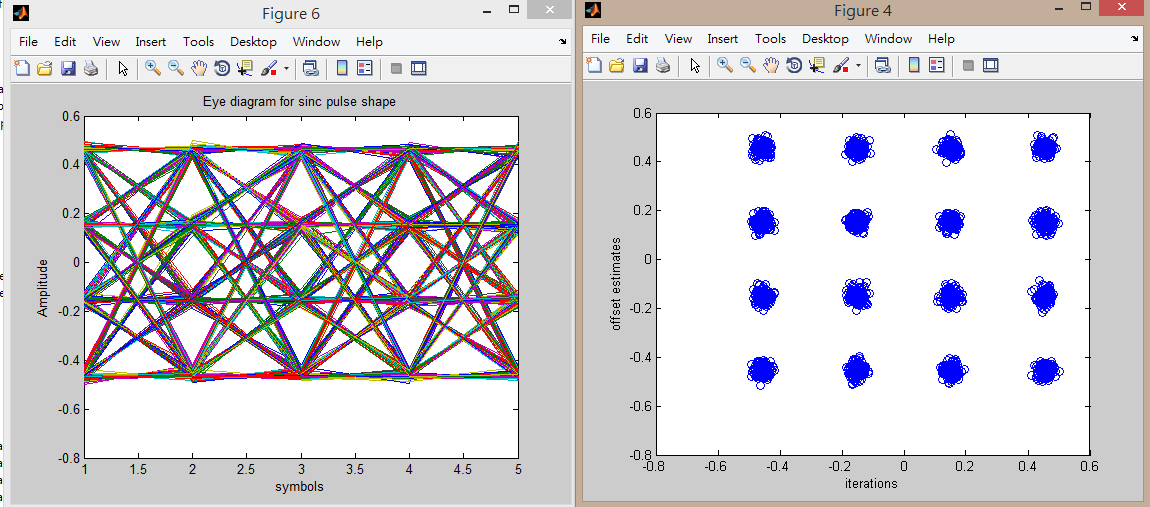 Figure 6
File Edit View Insert Tools Desktop Window Help
Eye diagram for sinc pulse shape
0.6
0.4
0.2
0
-0.2
-0.4
-0.6
-0.8
Amplitude
1 1.5 2 2.5 3 3.5 4 4.5 5
symbols
Figure 4
File Edit View Insert Tools Desktop Window Help
0.6
0.4
0.2
0
-0.2
-0.4
-0.6
-0.8
offset estimates
-0.8 -0.6 -0.4 -0.2 0 0.2 0.4 0.6
iterations